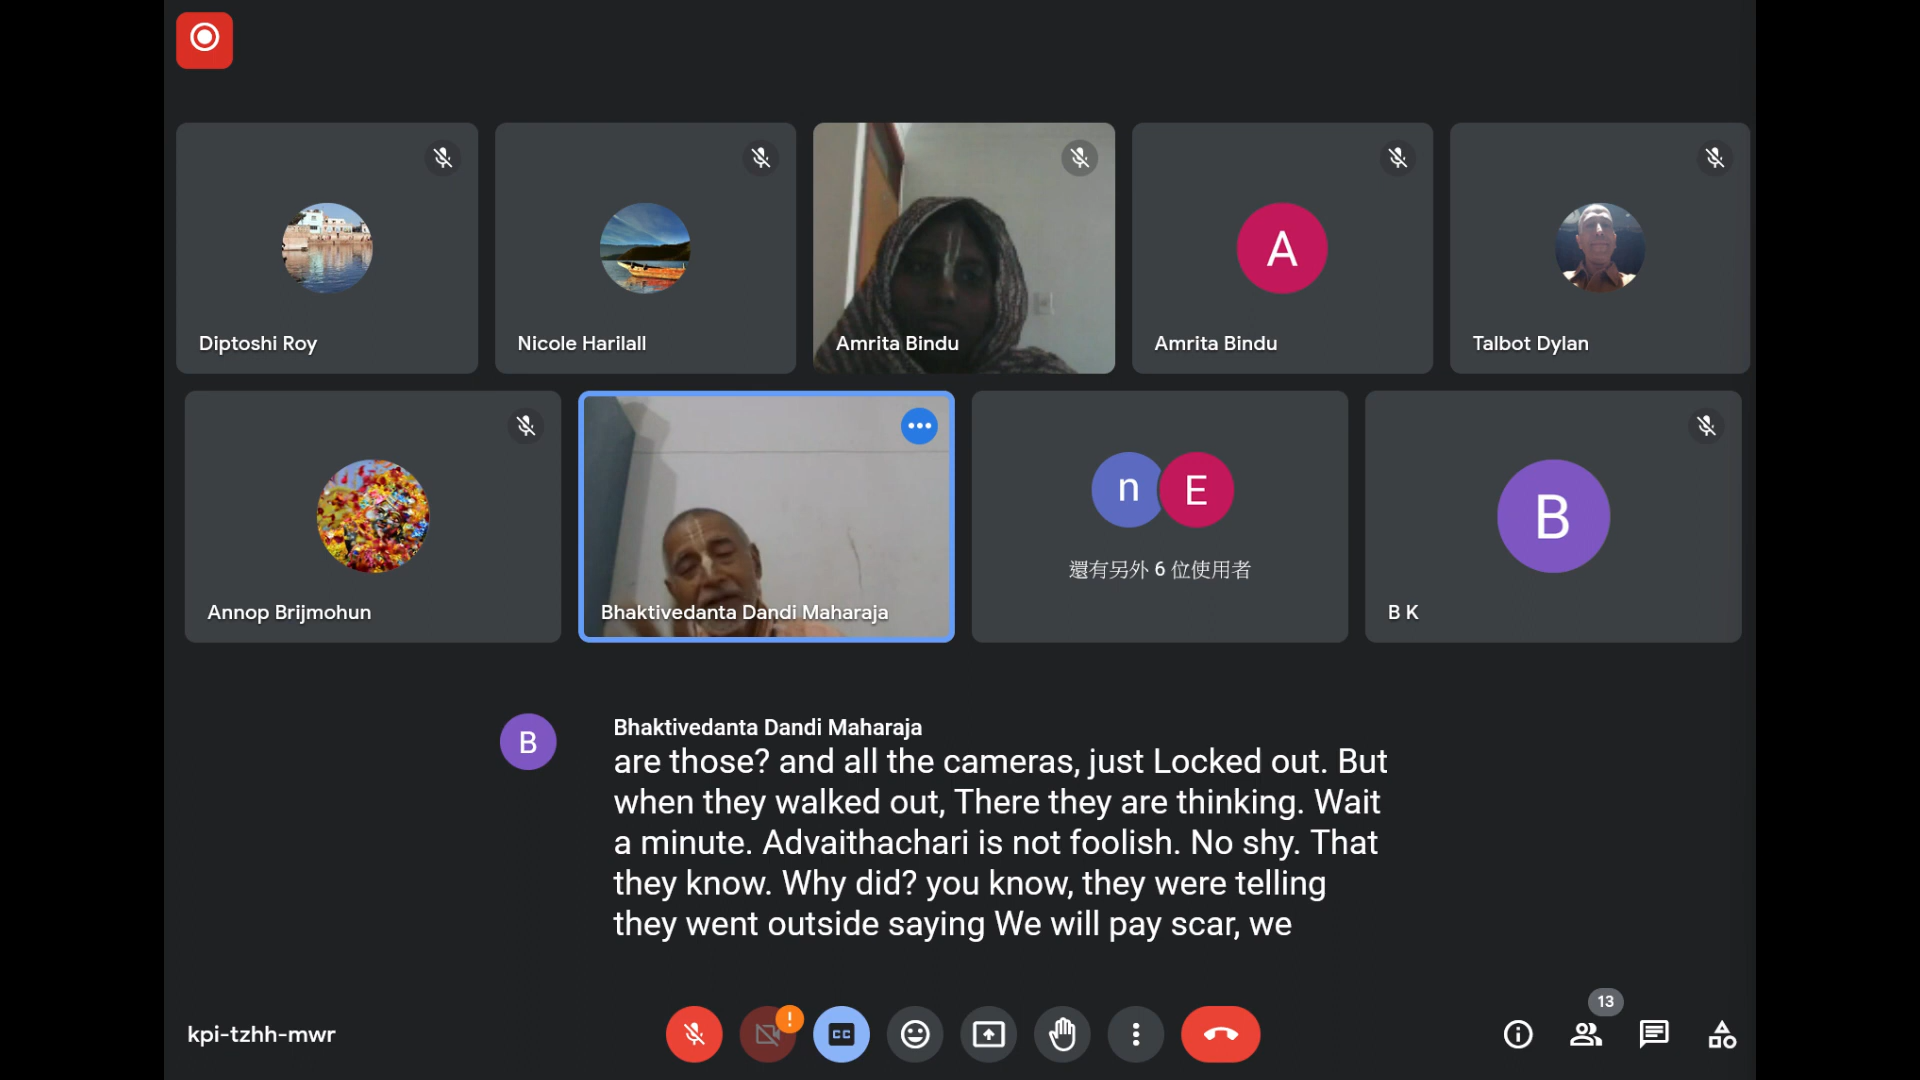 Diptoshi Roy
Nicole Harilall
Amrita Bindu
A
Amrita Bindu
Talbot Dylan
Annop Brijmohun
Bhaktivedanta Dandi Maharaja
n E
還有另外 6 位使用者
B
B K
B
Bhaktivedanta Dandi Maharaja
are those? and all the cameras, just Locked out. But
when they walked out, There they are thinking. Wait
a minute. Advaithachari is not foolish. No shy. That
they know. Why did? you know, they were telling
they went outside saying We will pay scar, we
kpi-tzhh-mwr
!
CC
13